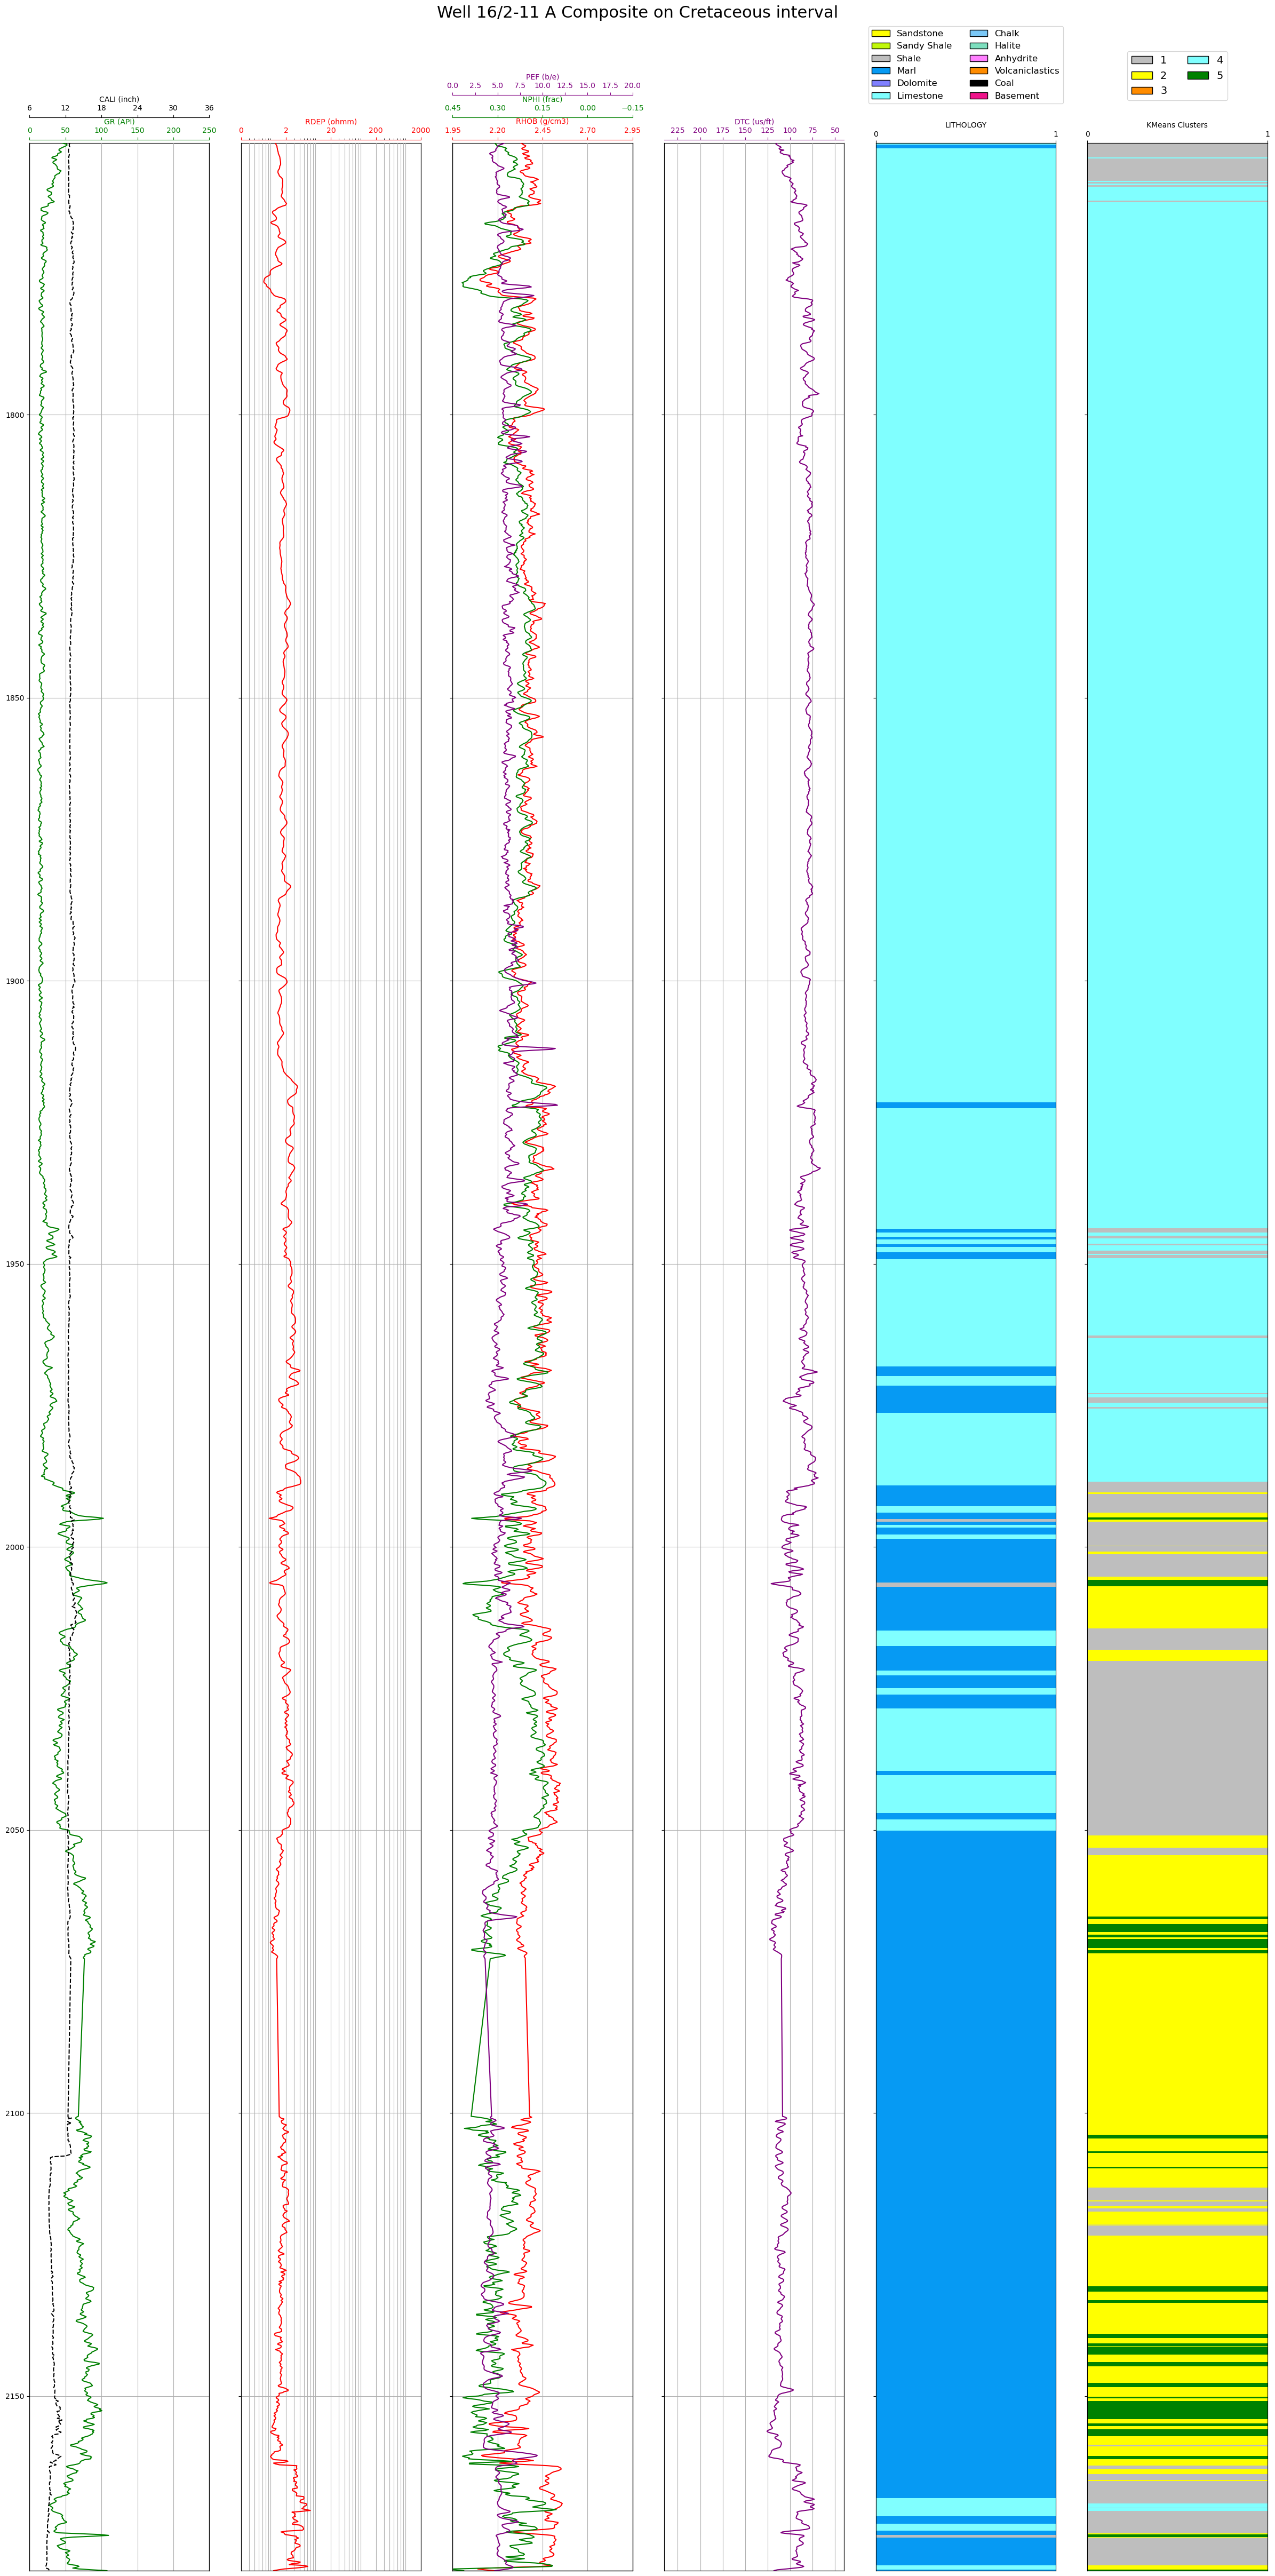 Well 16/2-11 A Composite on Cretaceous interval
Sandstone
Sandy Shale
Shale
Marl
Dolomite
Limestone
Chalk
Halite
Anhydrite
Volcaniclastics
Coal
Basement
1
2
3
4
5
PEF (b/e)
0.0 2.5 5.0 7.5 10.0 12.5 15.0 17.5 20.0
CALI (inch)
6 12 18 24 30 36
NPHI (frac)
0.45 0.30 0.15 0.00 −0.15
GR (API)
0 50 100 150 200 250
RDEP (ohmm)
0 2 20 200 2000
RHOB (g/cm3)
1.95 2.20 2.45 2.70 2.95
DTC (us/ft)
225 200 175 150 125 100 75 50
LITHOLOGY
0 1
KMeans Clusters
0 1
1800
1850
1900
1950
2000
2050
2100
2150